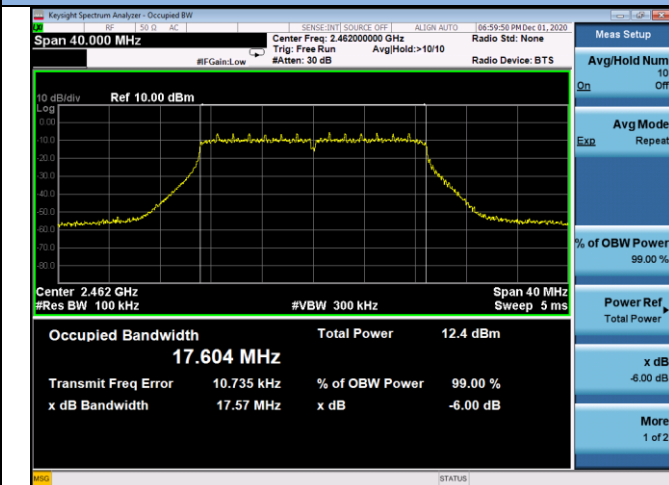 Keysight Spectrum Analyzer - Occupied BW
RF 50 Ω AC SENSE:INT SOURCE OFF ALIGN AUTO 06:59:50 PM Dec 01, 2020
Span 40.000 MHz Center Freq: 2.462000000 GHz Radio Std: None
Trig: Free Run Avg|Hold:>10/10
#IFGain:Low #Atten: 30 dB Radio Device: BTS
10 dB/div Ref 10.00 dBm
Log
0.00
-10.0
-20.0
-30.0
-40.0
-50.0
-60.0
-70.0
-80.0
Center 2.462 GHz Span 40 MHz
#Res BW 100 kHz #VBW 300 kHz Sweep 5 ms
Occupied Bandwidth Total Power 12.4 dBm
17.604 MHz
Transmit Freq Error 10.735 kHz % of OBW Power 99.00 %
x dB Bandwidth 17.57 MHz x dB -6.00 dB
MSG STATUS
Meas Setup
Avg/Hold Num
10
On Off
Avg Mode
Exp Repeat
% of OBW Power
99.00 %
Power Ref
Total Power
x dB
-6.00 dB
More
1 of 2